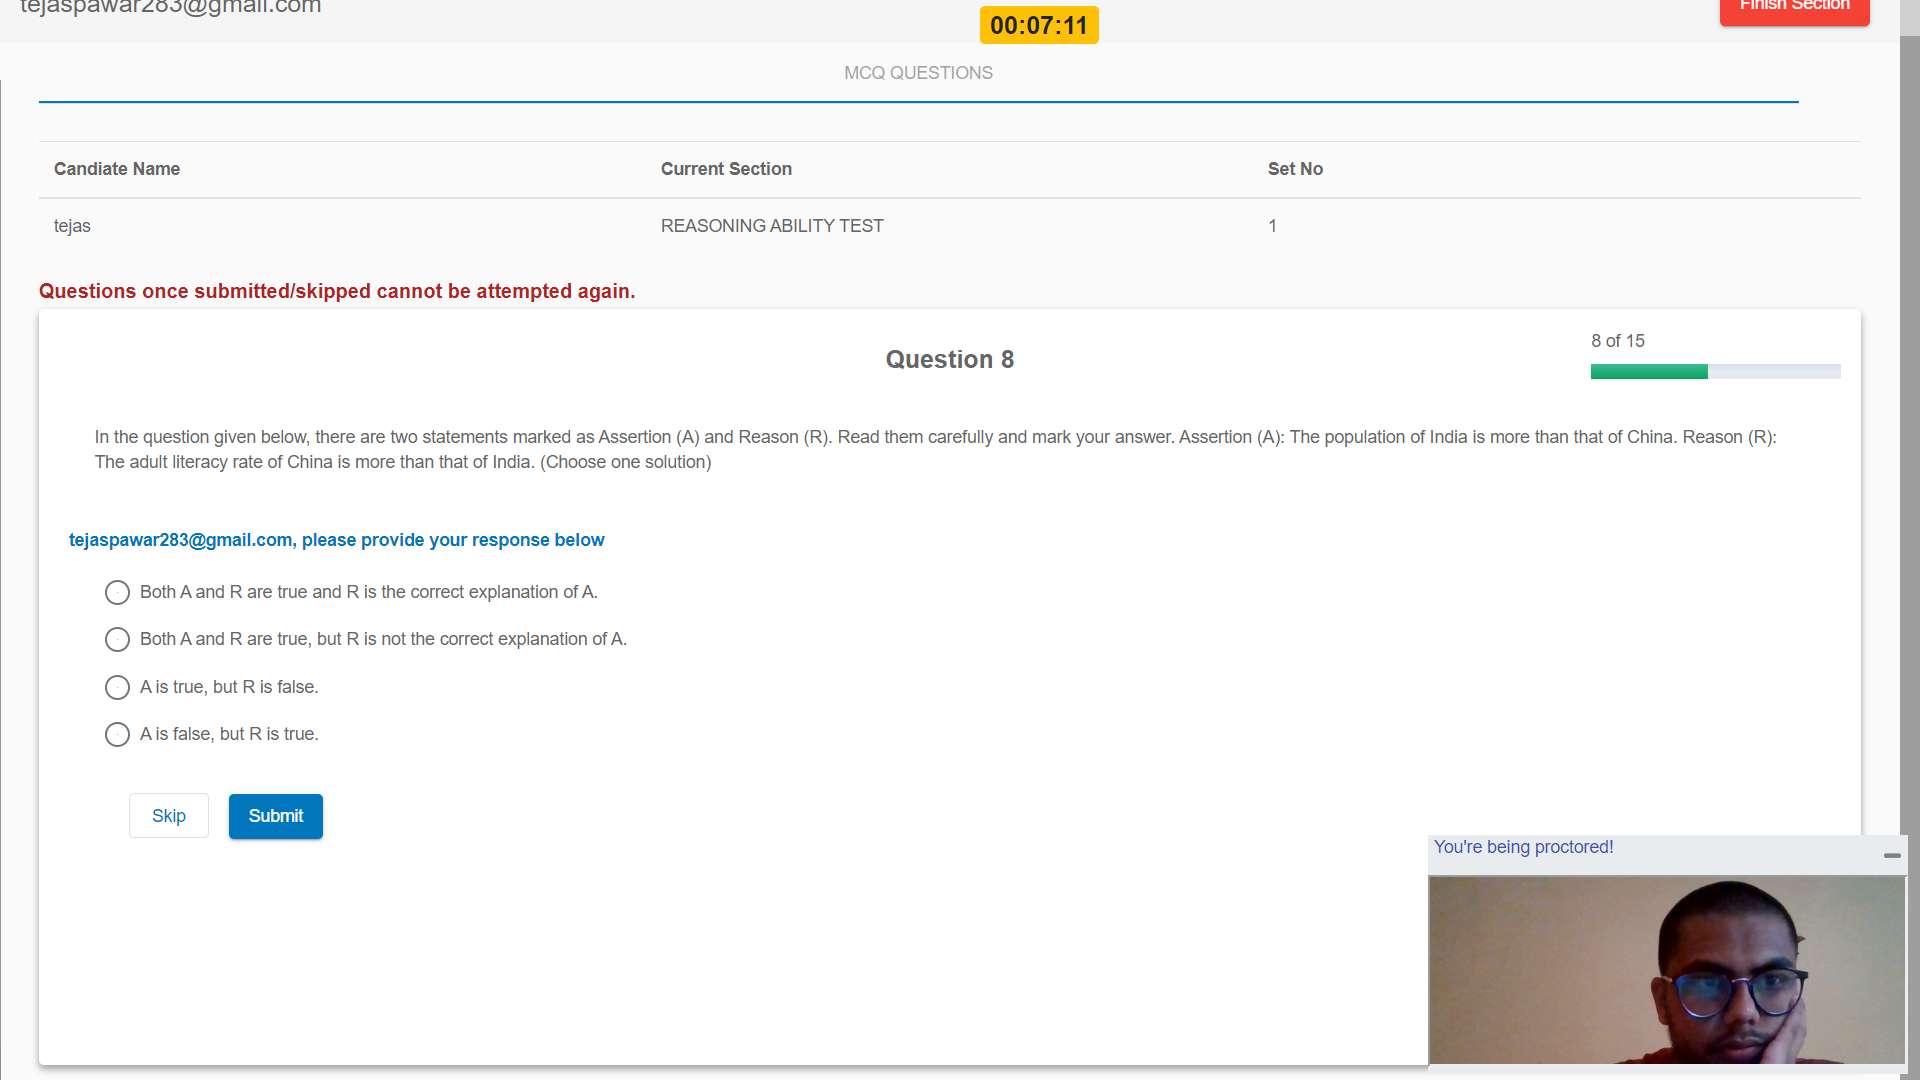 tejaspawar283@gmail.com
00:07:11
Finish Section
MCQ QUESTIONS
Candiate Name Current Section Set No
tejas REASONING ABILITY TEST 1
Questions once submitted/skipped cannot be attempted again.
8 of 15
Question 8
In the question given below, there are two statements marked as Assertion (A) and Reason (R). Read them carefully and mark your answer. Assertion (A): The population of India is more than that of China. Reason (R):
The adult literacy rate of China is more than that of India. (Choose one solution)
tejaspawar283@gmail.com, please provide your response below
Both A and R are true and R is the correct explanation of A.
Both A and R are true, but R is not the correct explanation of A.
A is true, but R is false.
A is false, but R is true.
Skip Submit
You're being proctored!